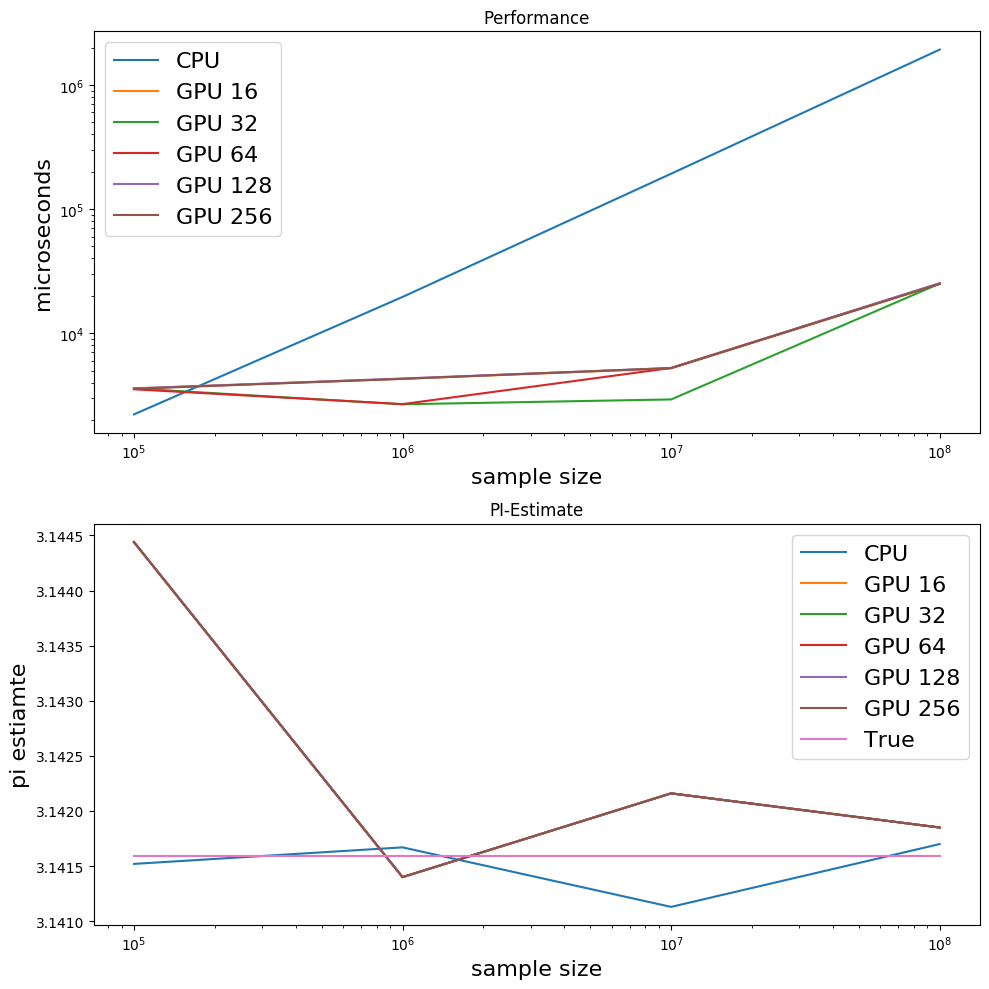 Performance
CPU
GPU 16
GPU 32
GPU 64
GPU 128
GPU 256
microseconds
10^6
10^5
10^4
10^5
10^6
10^7
10^8
sample size
PI-Estimate
CPU
GPU 16
GPU 32
GPU 64
GPU 128
GPU 256
True
pi estiamte
3.1445
3.1440
3.1435
3.1430
3.1425
3.1420
3.1415
3.1410
10^5
10^6
10^7
10^8
sample size